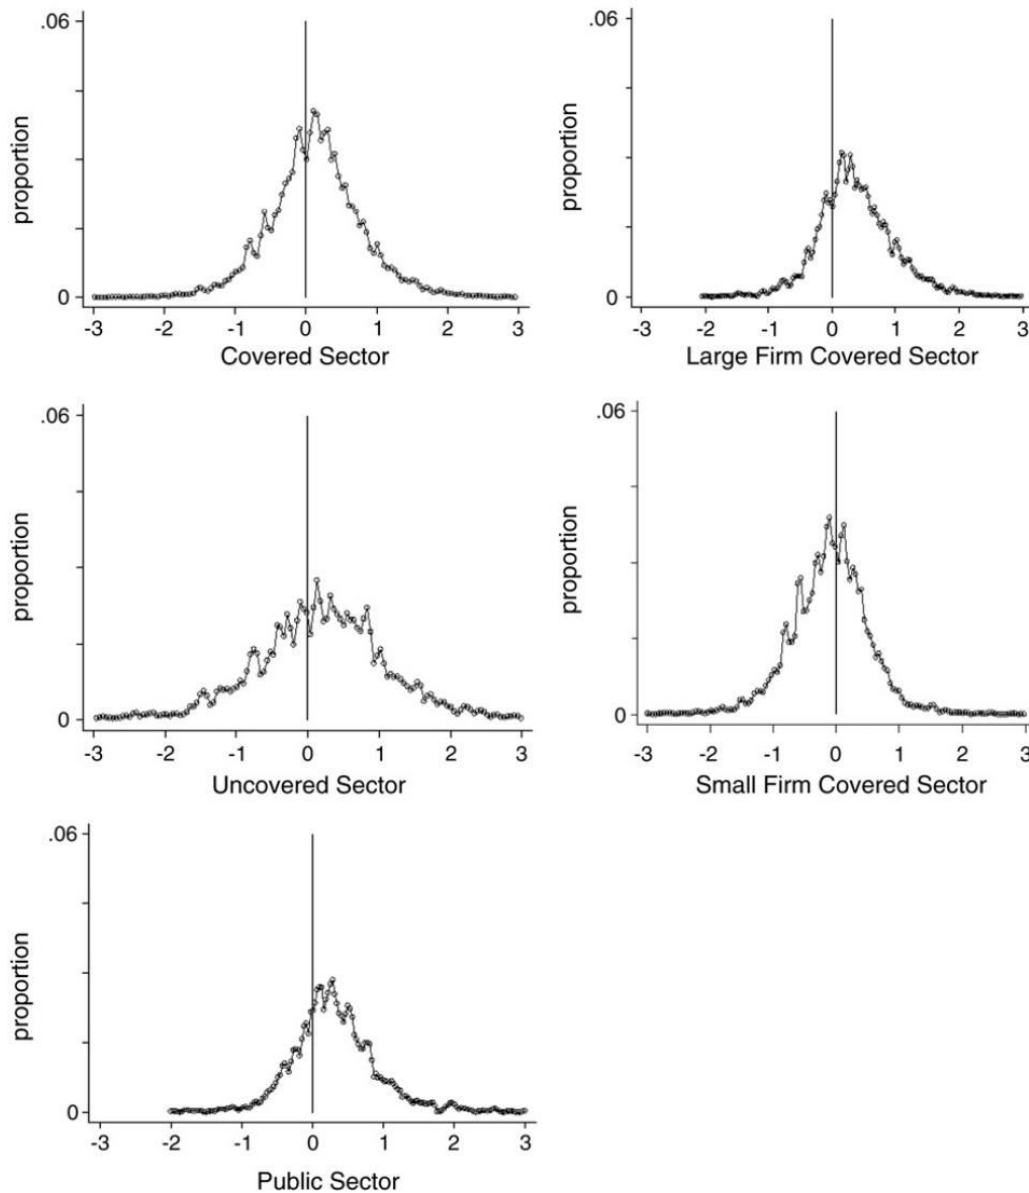 .06
proportion
0
-3 -2 -1 0 1 2 3
Covered Sector
.06
proportion
0
-3 -2 -1 0 1 2 3
Large Firm Covered Sector
.06
proportion
0
-3 -2 -1 0 1 2 3
Uncovered Sector
.06
proportion
0
-3 -2 -1 0 1 2 3
Small Firm Covered Sector
.06
proportion
0
-3 -2 -1 0 1 2 3
Public Sector